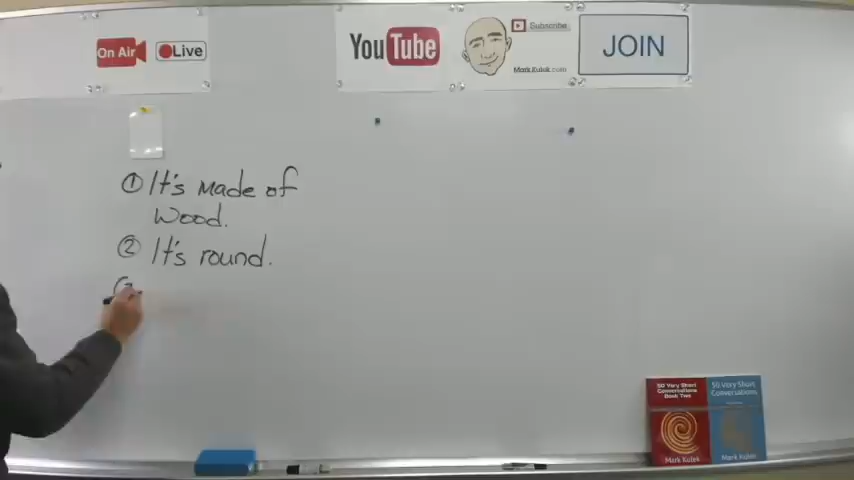 On Air
Live
YouTube
Subscribe
MarkKulek.com
JOIN
① It's made of
wood.
② It's round.
50 Very Short
Conversations
Book Two
Mark Kulek
50 Very Short
Conversations
Mark Kulek